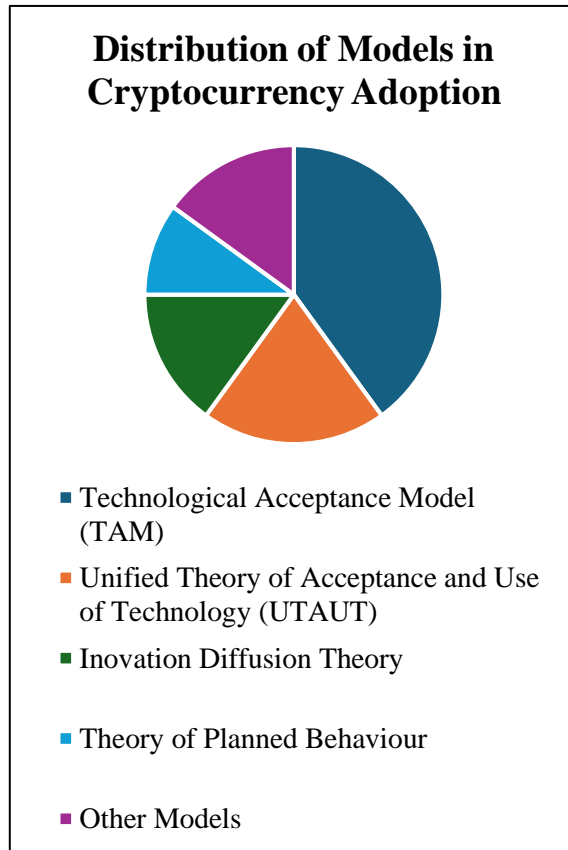 Distribution of Models in
Cryptocurrency Adoption
Technological Acceptance Model
(TAM)
Unified Theory of Acceptance and Use
of Technology (UTAUT)
Inovation Diffusion Theory
Theory of Planned Behaviour
Other Models